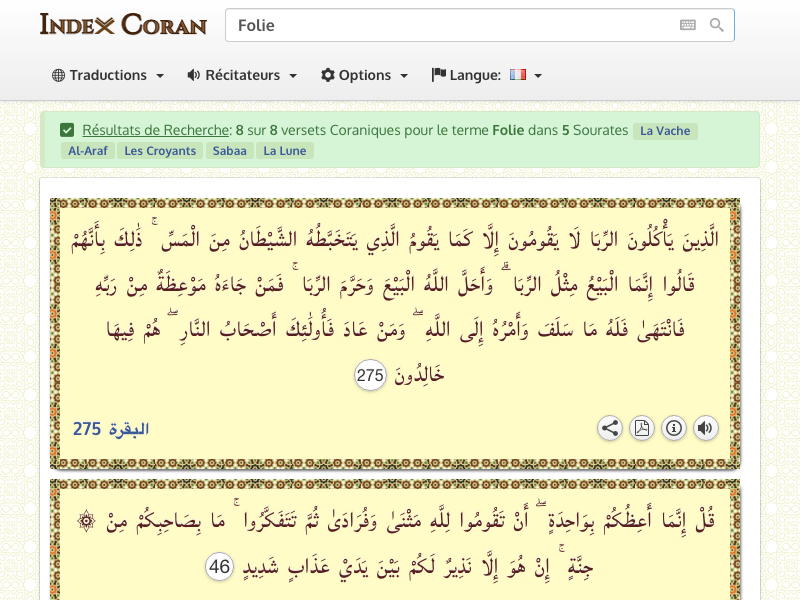 INDEX CORAN
Folie
Traductions Récitateurs Options Langue:
Résultats de Recherche: 8 sur 8 versets Coraniques pour le terme Folie dans 5 Sourates La Vache
Al-Araf Les Croyants Sabaa La Lune
الَّذِينَ يَأْكُلُونَ الرِّبَا لَا يَقُومُونَ إِلَّا كَمَا يَقُومُ الَّذِي يَتَخَبَّطُهُ الشَّيْطَانُ مِنَ الْمَسِّ ۚ ذَٰلِكَ بِأَنَّهُمْ
قَالُوا إِنَّمَا الْبَيْعُ مِثْلُ الرِّبَا ۗ وَأَحَلَّ اللَّهُ الْبَيْعَ وَحَرَّمَ الرِّبَا ۚ فَمَنْ جَاءَهُ مَوْعِظَةٌ مِنْ رَبِّهِ
فَانْتَهَىٰ فَلَهُ مَا سَلَفَ وَأَمْرُهُ إِلَى اللَّهِ ۖ وَمَنْ عَادَ فَأُولَٰئِكَ أَصْحَابُ النَّارِ ۖ هُمْ فِيهَا
خَالِدُونَ 275
البقرة 275
۞ قُلْ إِنَّمَا أَعِظُكُمْ بِوَاحِدَةٍ ۖ أَنْ تَقُومُوا لِلَّهِ مَثْنَىٰ وَفُرَادَىٰ ثُمَّ تَتَفَكَّرُوا ۚ مَا بِصَاحِبِكُمْ مِنْ
جِنَّةٍ ۚ إِنْ هُوَ إِلَّا نَذِيرٌ لَكُمْ بَيْنَ يَدَيْ عَذَابٍ شَدِيدٍ 46